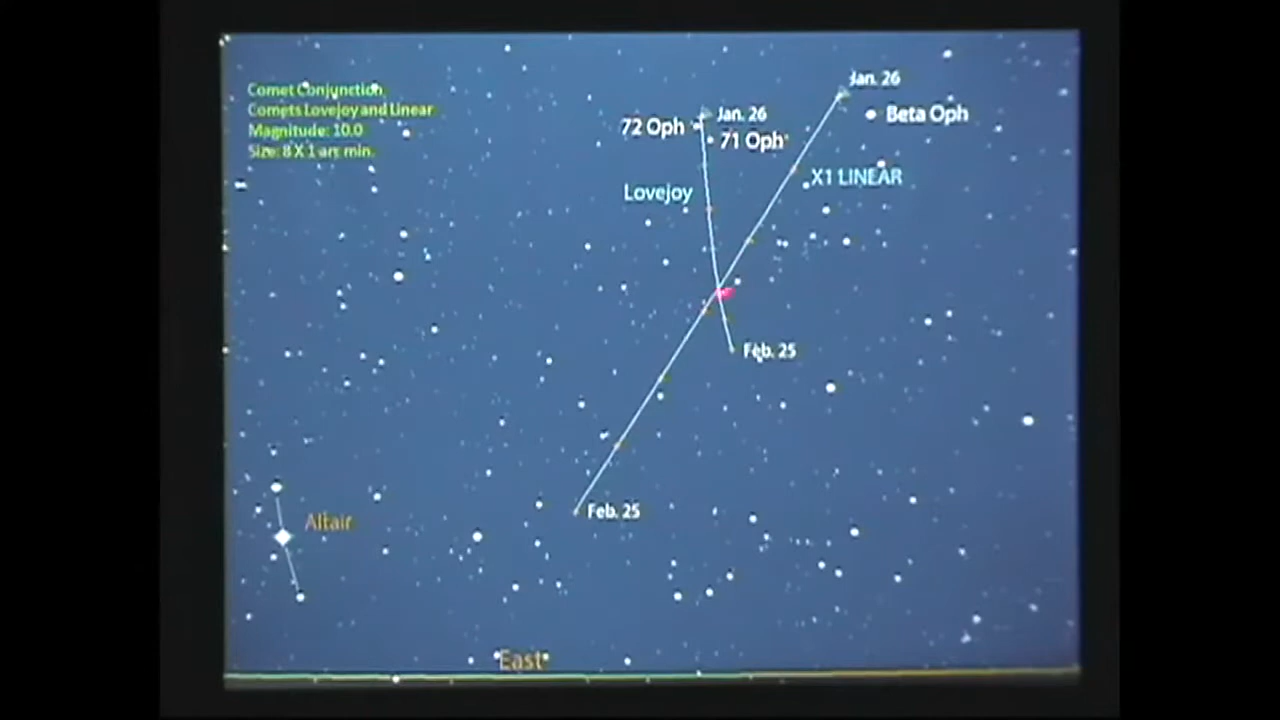 Comet Conjunction
Comets Lovejoy and Linear
Magnitude: 10.0
Size: 8 X 1 arc min.
Jan. 26
Beta Oph
Jan. 26
72 Oph
71 Oph
X1 LINEAR
Lovejoy
Feb. 25
Feb. 25
Altair
East